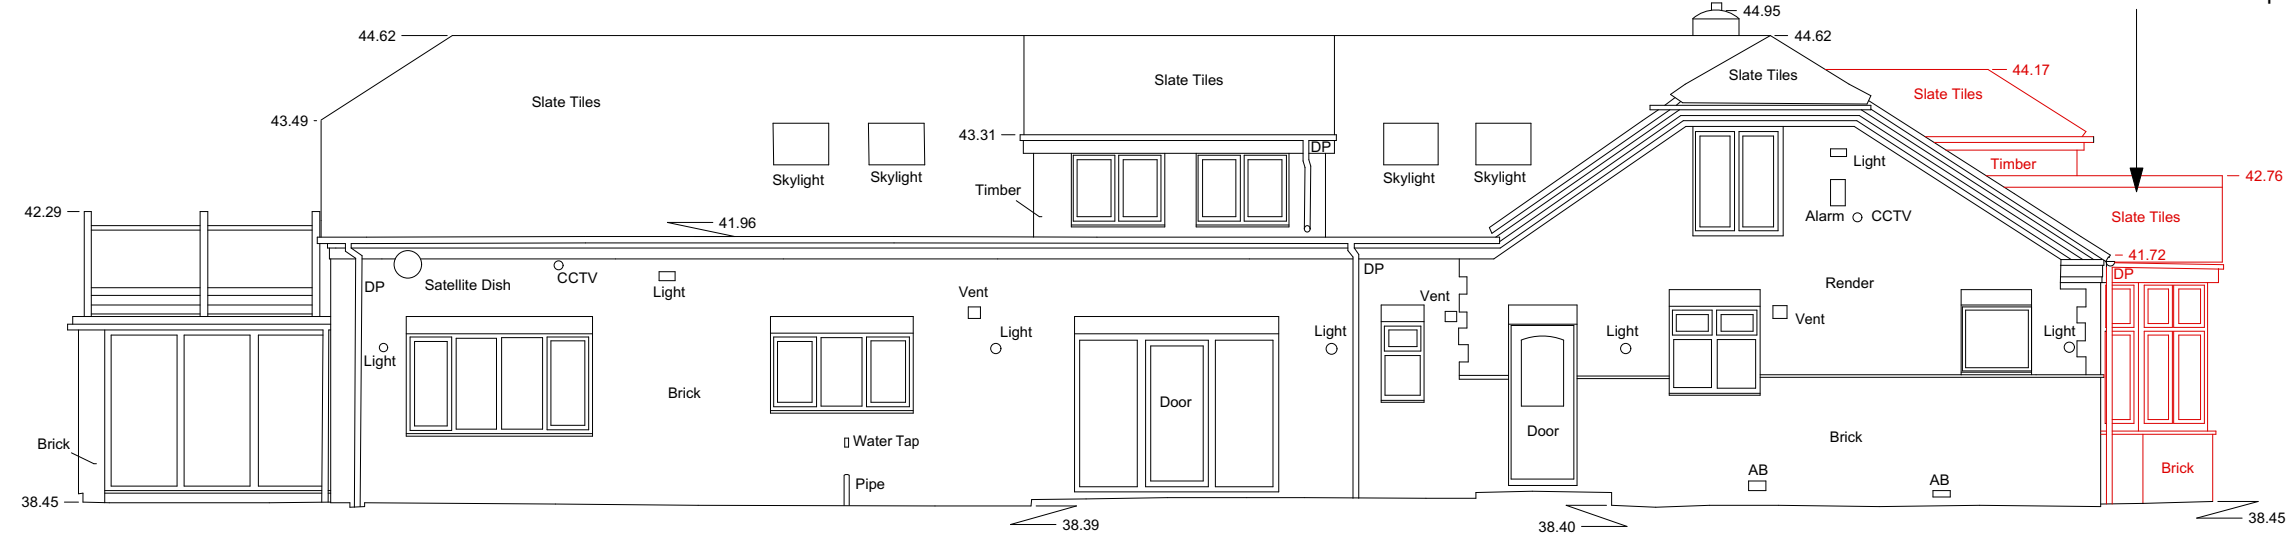 44.95
44.62
44.62
Slate Tiles
Slate Tiles
44.17
Slate Tiles
Slate Tiles
43.49
43.31
DP
Light
Timber
Skylight
Skylight
Skylight
Skylight
42.76
Timber
42.29
41.96
Alarm
CCTV
Slate Tiles
41.72
DP
Satellite Dish
CCTV
Light
Vent
DP
Vent
Render
DP
Light
Light
Light
Light
Vent
Light
Brick
Door
Door
Brick
Brick
Water Tap
Pipe
AB
AB
Brick
38.45
38.39
38.40
38.45